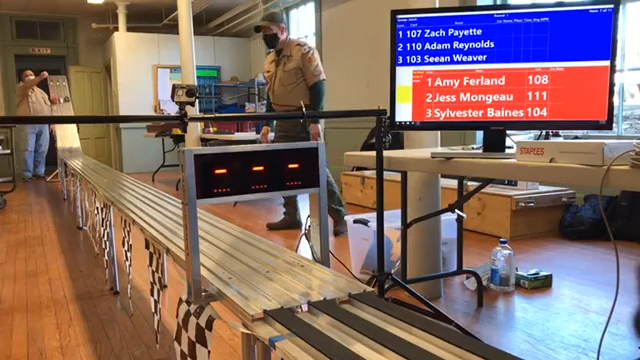 EXIT
1 107 Zach Payette
2 110 Adam Reynolds
3 103 Seean Weaver
1 Amy Ferland 108
2 Jess Mongeau 111
3 Sylvester Baines 104
STAPLES